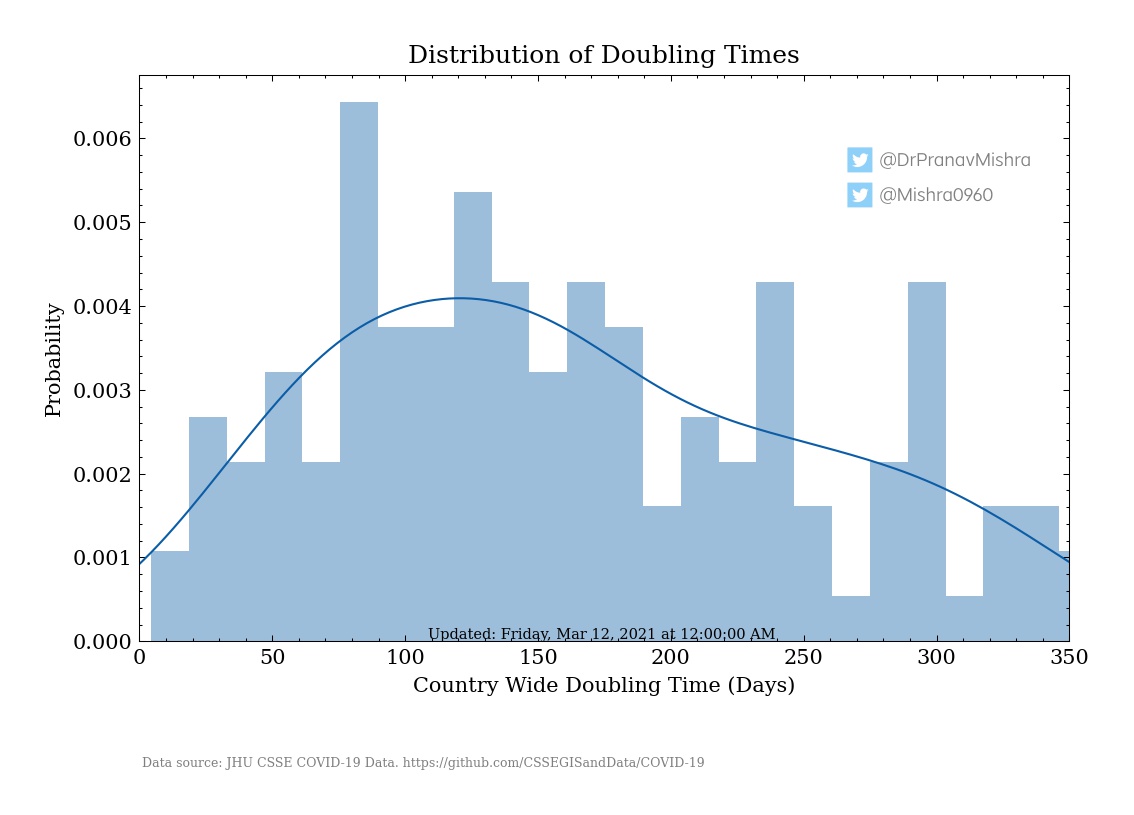 Distribution of Doubling Times
@DrPranavMishra
@Mishra0960
Probability
0.006
0.005
0.004
0.003
0.002
0.001
0.000
Updated: Friday, Mar 12, 2021 at 12:00:00 AM
0 50 100 150 200 250 300 350
Country Wide Doubling Time (Days)
Data source: JHU CSSE COVID-19 Data. https://github.com/CSSEGISandData/COVID-19